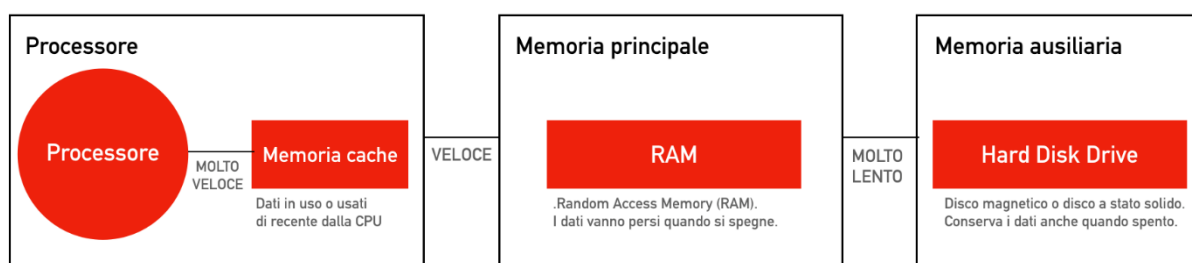 Processore
Processore
MOLTO
VELOCE
Memoria cache
Dati in uso o usati
di recente dalla CPU
VELOCE
Memoria principale
RAM
.Random Access Memory (RAM).
I dati vanno persi quando si spegne.
MOLTO
LENTO
Memoria ausiliaria
Hard Disk Drive
Disco magnetico o disco a stato solido.
Conserva i dati anche quando spento.